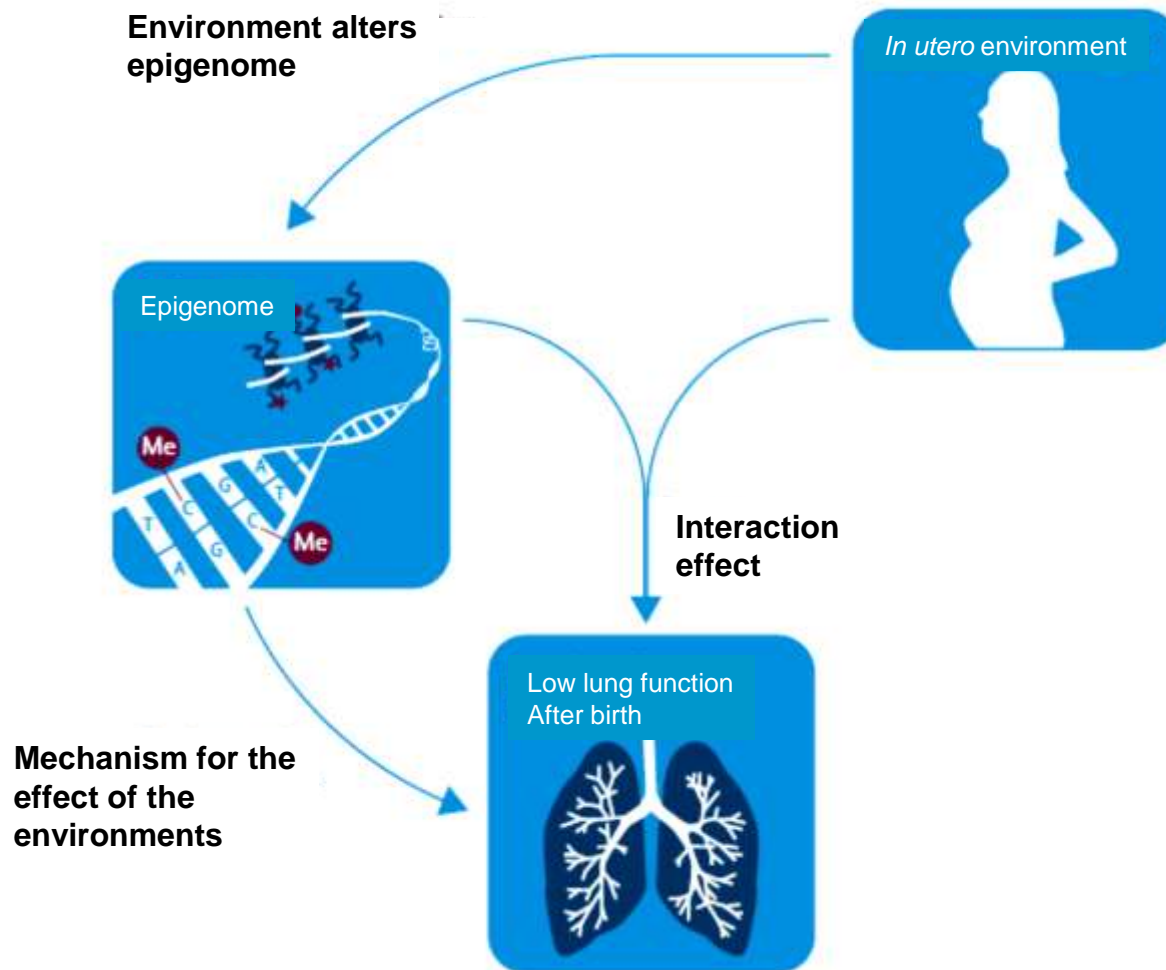 Environment alters
epigenome
In utero environment
Epigenome
Me
T
C
G
A
A
G
C
T
Me
Interaction
effect
Low lung function
After birth
Mechanism for the
effect of the
environments